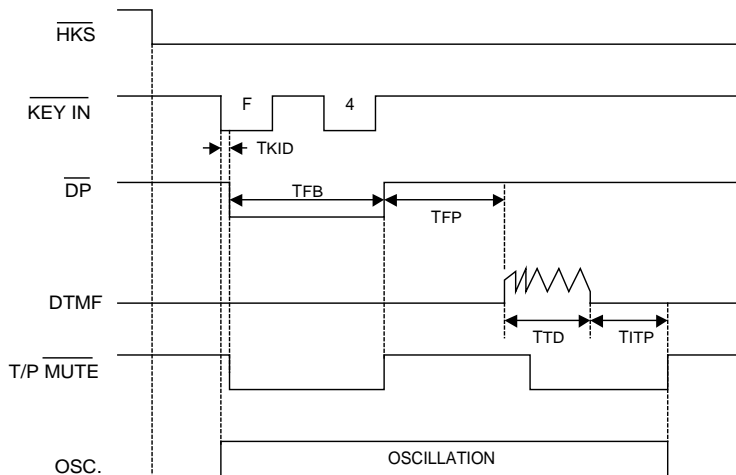 HKS
KEY IN
F
4
TKID
DP
TFB
TFP
DTMF
TTD
TITP
T/P MUTE
OSC.
OSCILLATION